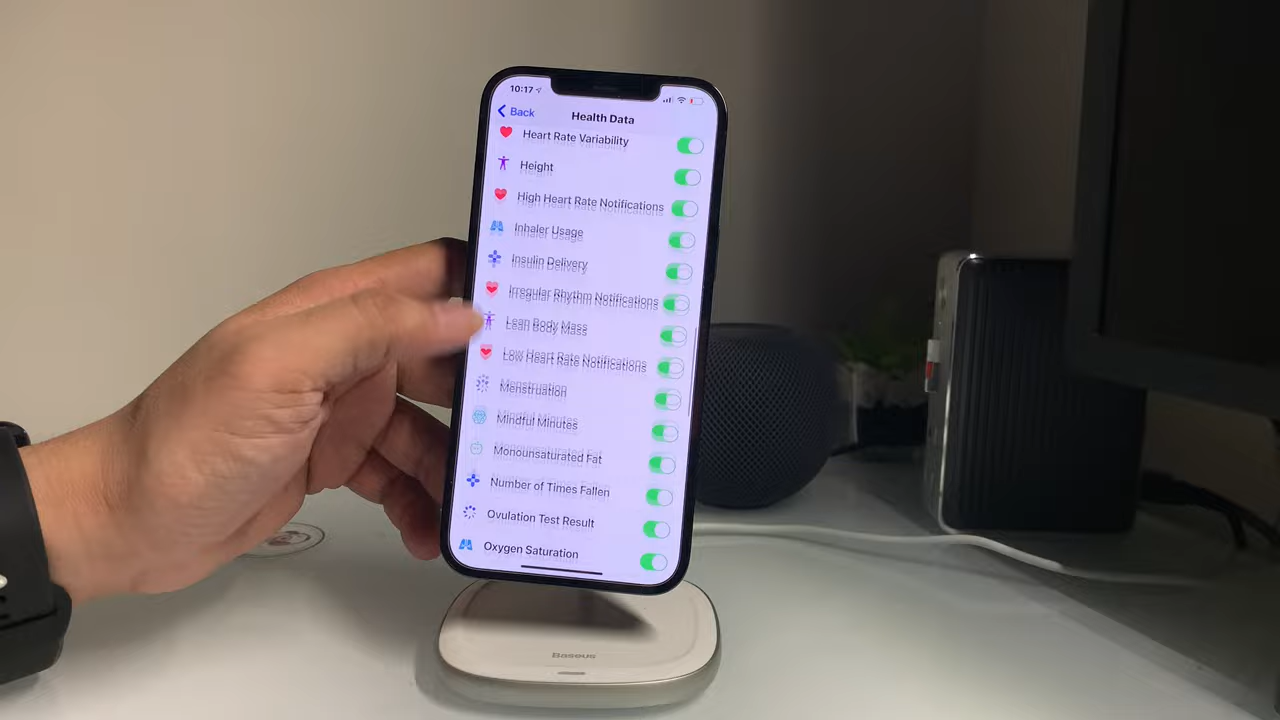 10:17
Back
Health Data
Heart Rate Variability
Height
High Heart Rate Notifications
Inhaler Usage
Insulin Delivery
Irregular Rhythm Notifications
Lean Body Mass
Low Heart Rate Notifications
Menstruation
Mindful Minutes
Monounsaturated Fat
Number of Times Fallen
Ovulation Test Result
Oxygen Saturation
Baseus